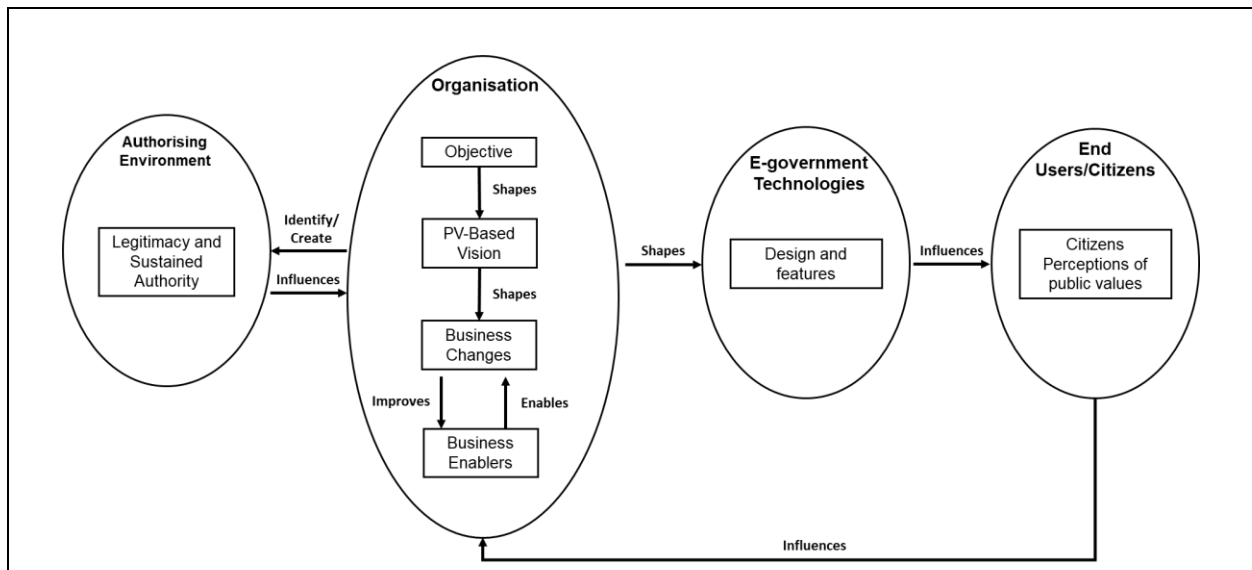 Authorising
Environment
Legitimacy and
Sustained
Authority
Identify/
Create
Influences
Organisation
Objective
Shapes
PV-Based
Vision
Shapes
Business
Changes
Improves
Enables
Business
Enablers
Shapes
E-government
Technologies
Design and
features
Influences
End
Users/Citizens
Citizens
Perceptions of
public values
Influences